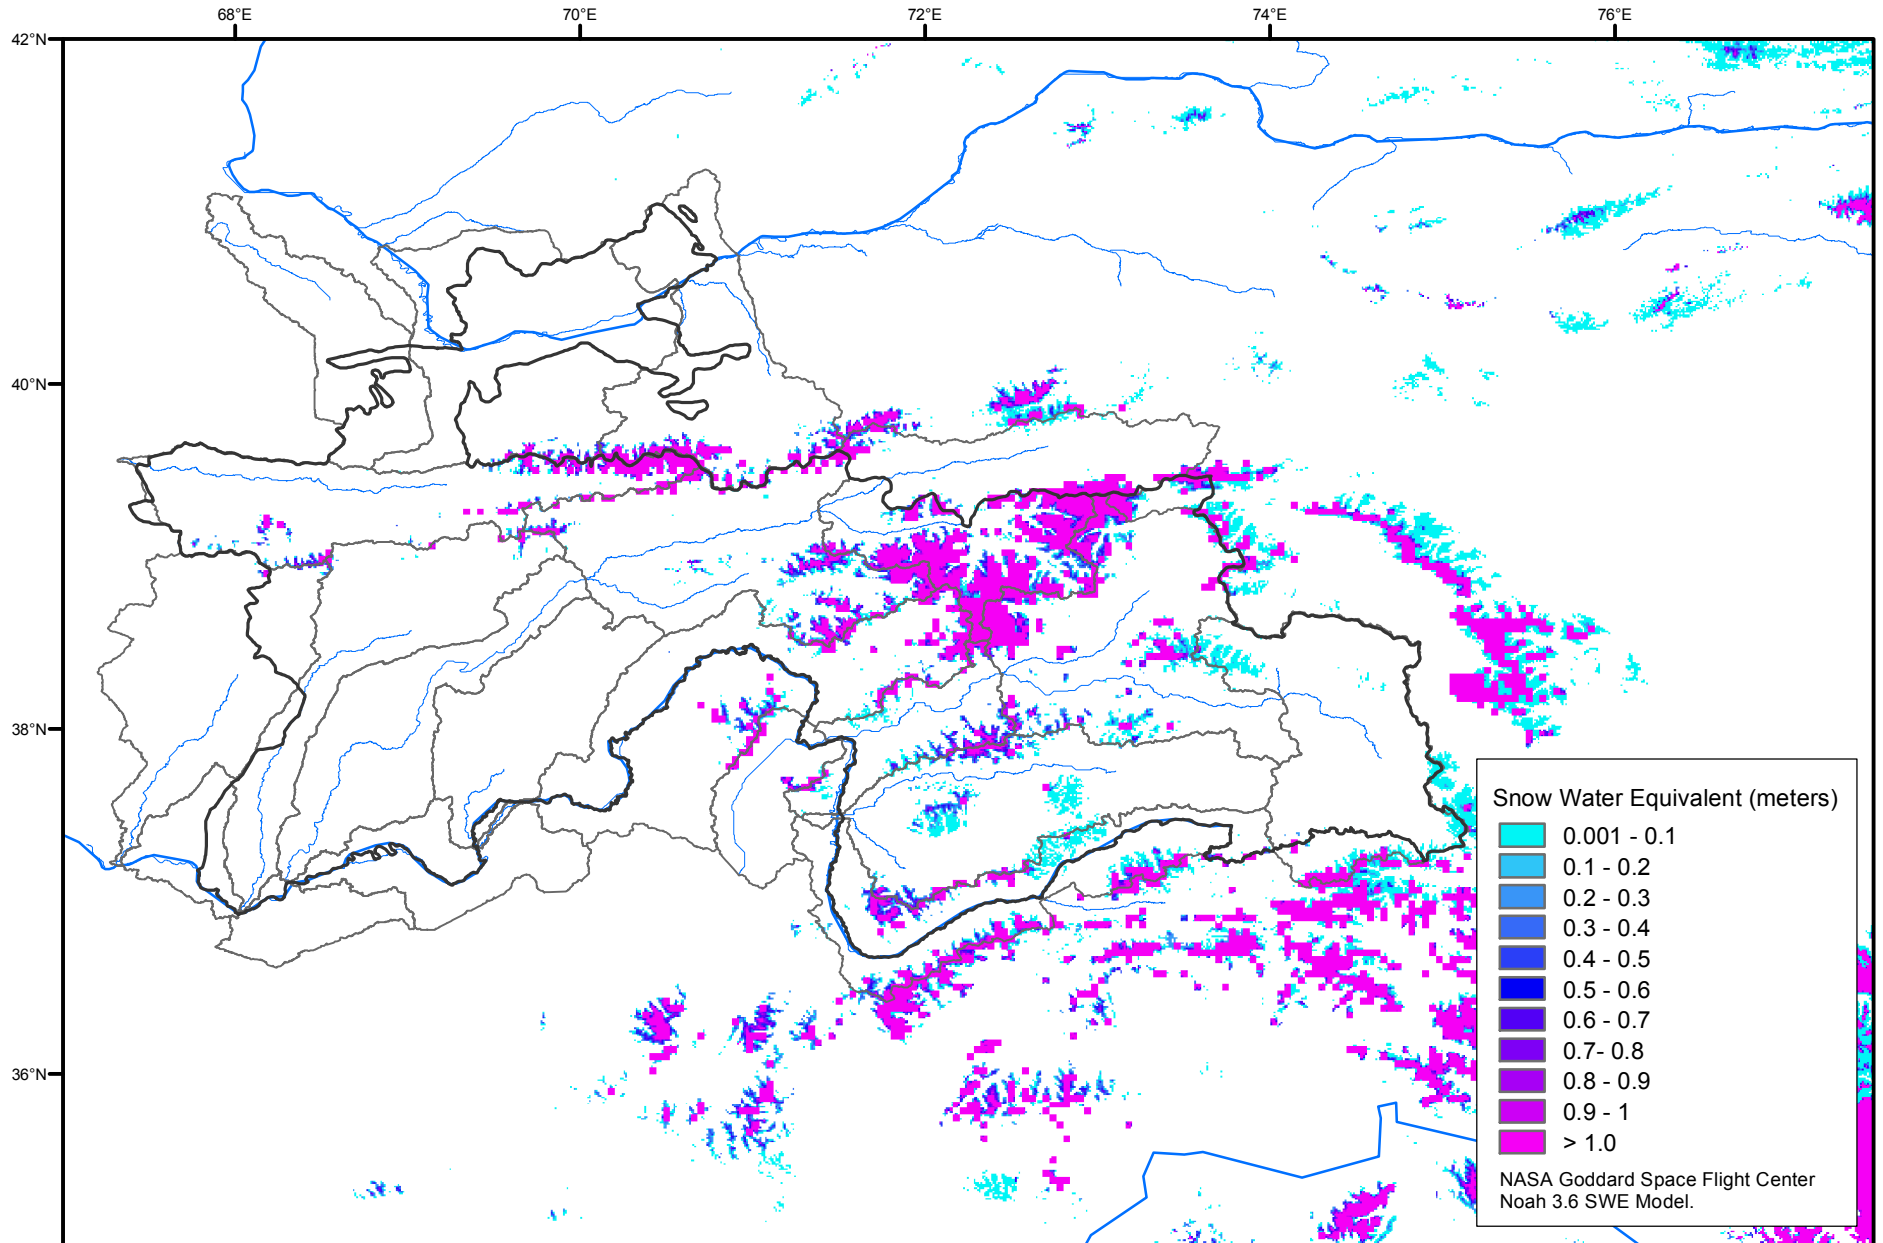 68°E
70°E
72°E
74°E
76°E
42°N
40°N
38°N
36°N
Snow Water Equivalent (meters)
0.001 - 0.1
0.1 - 0.2
0.2 - 0.3
0.3 - 0.4
0.4 - 0.5
0.5 - 0.6
0.6 - 0.7
0.7- 0.8
0.8 - 0.9
0.9 - 1
> 1.0
NASA Goddard Space Flight Center
Noah 3.6 SWE Model.